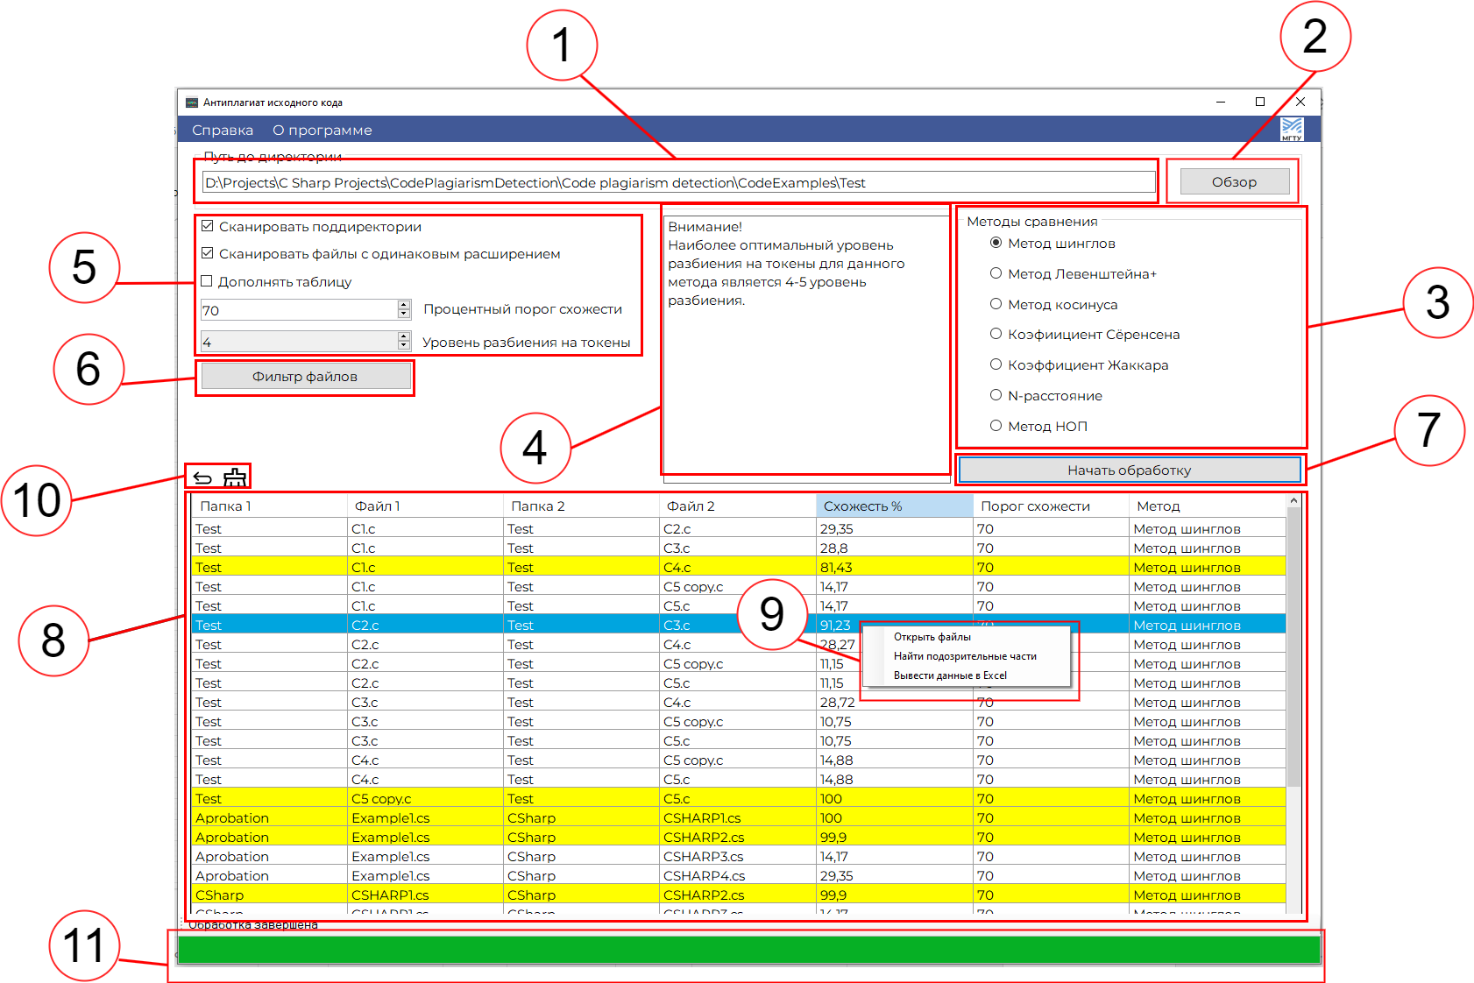 1
2
Антиплагиат исходного кода
Справка О программе
МГТУ
Путь до директории
D:\Projects\C Sharp Projects\CodePlagiarismDetection\Code plagiarism detection\CodeExamples\Test
Обзор
5
Сканировать поддиректории
Сканировать файлы с одинаковым расширением
Дополнять таблицу
70 Процентный порог схожести
4 Уровень разбиения на токены
6
Фильтр файлов
Внимание!
Наиболее оптимальный уровень
разбиения на токены для данного
метода является 4-5 уровень
разбиения.
4
Методы сравнения
Метод шинглов
Метод Левенштейна+
Метод косинуса
Коэфиициент Сёренсена
Коэффициент Жаккара
N-расстояние
Метод НОП
3
7
Начать обработку
10
Папка 1 Файл 1 Папка 2 Файл 2 Схожесть % Порог схожести Метод
Test C1.c Test C2.c 29,35 70 Метод шинглов
Test C1.c Test C3.c 28,8 70 Метод шинглов
Test C1.c Test C4.c 81,43 70 Метод шинглов
Test C1.c Test C5 copy.c 14,17 70 Метод шинглов
Test C1.c Test C5.c 14,17 70 Метод шинглов
Test C2.c Test C3.c 91,23 70 Метод шинглов
Test C2.c Test C4.c 28,27 Метод шинглов
Test C2.c Test C5 copy.c 11,15 Метод шинглов
Test C2.c Test C5.c 11,15 70 Метод шинглов
Test C3.c Test C4.c 28,72 70 Метод шинглов
Test C3.c Test C5 copy.c 10,75 70 Метод шинглов
Test C3.c Test C5.c 10,75 70 Метод шинглов
Test C4.c Test C5 copy.c 14,88 70 Метод шинглов
Test C4.c Test C5.c 14,88 70 Метод шинглов
Test C5 copy.c Test C5.c 100 70 Метод шинглов
Aprobation Example1.cs CSharp CSHARP1.cs 100 70 Метод шинглов
Aprobation Example1.cs CSharp CSHARP2.cs 99,9 70 Метод шинглов
Aprobation Example1.cs CSharp CSHARP3.cs 14,17 70 Метод шинглов
Aprobation Example1.cs CSharp CSHARP4.cs 29,35 70 Метод шинглов
CSharp CSHARP1.cs CSharp CSHARP2.cs 99,9 70 Метод шинглов
CSharp CSHARP1.cs CSharp CSHARP3.cs 14,17 70 Метод шинглов
8
9
Открыть файлы
Найти подозрительные части
Вывести данные в Excel
Обработка завершена
11